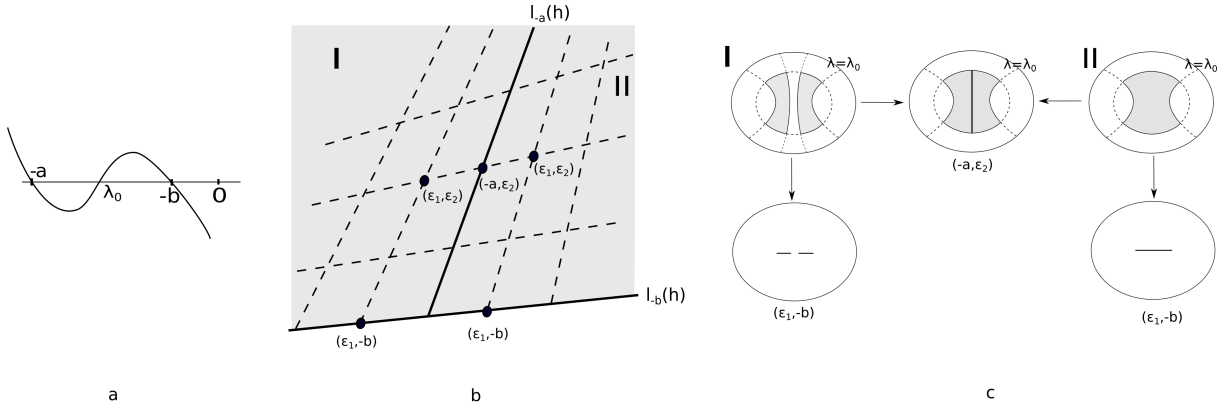 -a
λ₀
-b
0
a
l₋ₐ(h)
I
II
(ε₁,ε₂)
(-a,ε₂)
(ε₁,ε₂)
l₋b(h)
(ε₁,-b)
(ε₁,-b)
b
I
λ=λ₀
λ=λ₀
II
λ=λ₀
(-a,ε₂)
(ε₁,-b)
(ε₁,-b)
c